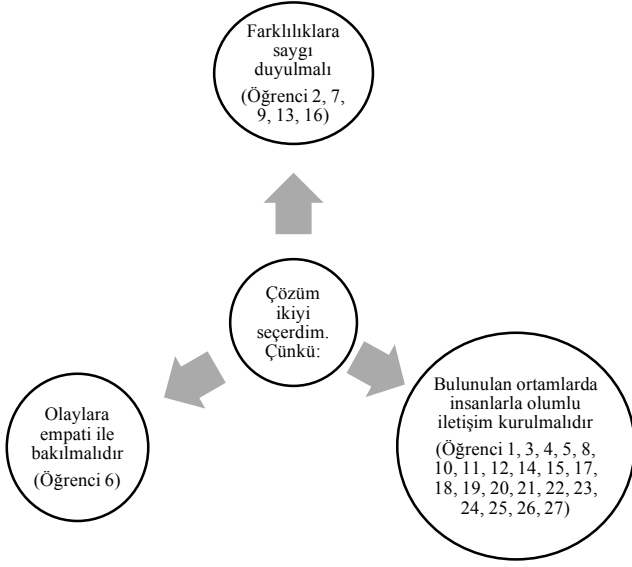 Farklılıklara
saygı
duyulmalı
(Öğrenci 2, 7,
9, 13, 16)
Çözüm
ikiyi
seçerdim.
Çünkü:
Olaylara
empati ile
bakılmalıdır
(Öğrenci 6)
Bulunulan ortamlarda
insanlarla olumlu
iletişim kurulmalıdır
(Öğrenci 1, 3, 4, 5, 8,
10, 11, 12, 14, 15, 17,
18, 19, 20, 21, 22, 23,
24, 25, 26, 27)